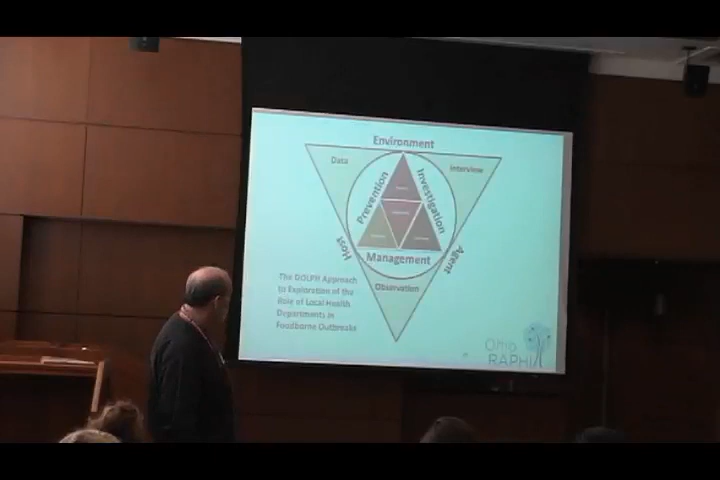 Environment
Data
Interview
Prevention
Investigation
Management
Host
Agent
Observation
The DOLPH Approach
to Exploration of the
Role of Local Health
Departments in
Foodborne Outbreaks
Ohio
RAPHI